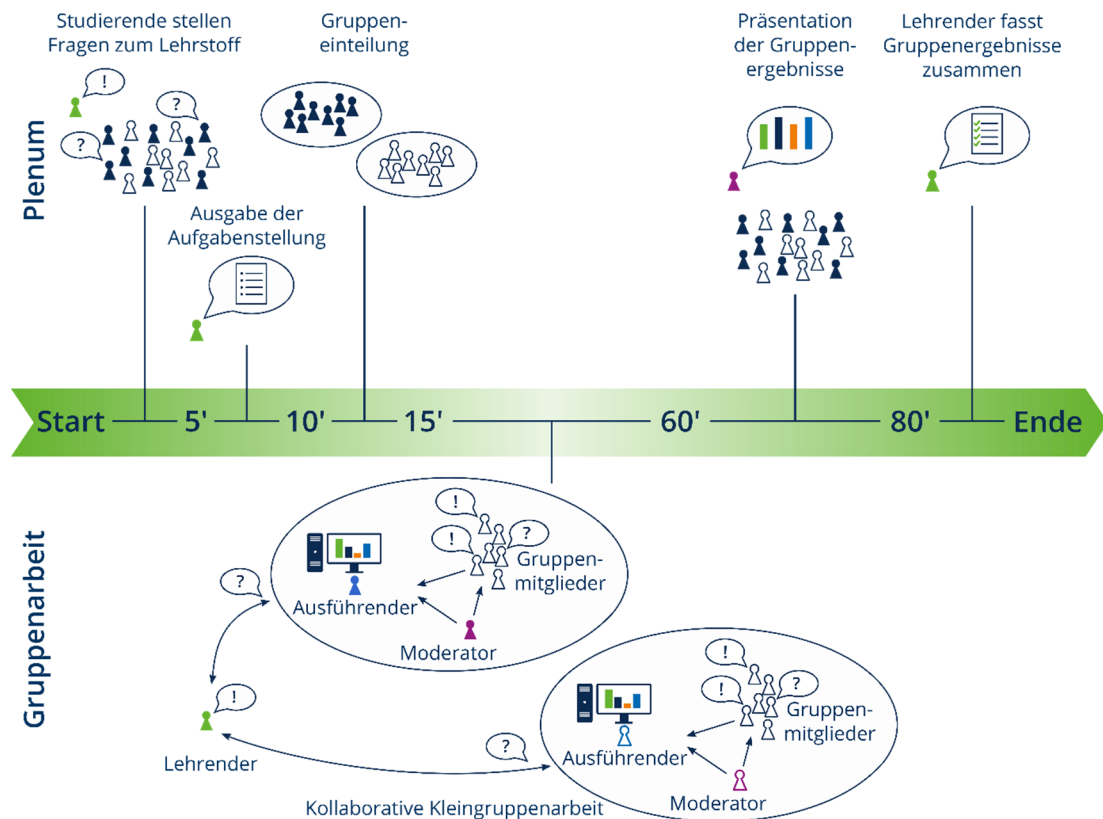 Studierende stellen
Fragen zum Lehrstoff
Gruppen-
einteilung
Präsentation
der Gruppen-
ergebnisse
Lehrender fasst
Gruppenergebnisse
zusammen
!
?
?
Plenum
Ausgabe der
Aufgabenstellung
Start 5' 10' 15' 60' 80' Ende
Gruppenarbeit
!
!
?
Gruppen-
mitglieder
?
Ausführender
Moderator
!
!
?
Gruppen-
mitglieder
!
Lehrender
?
Ausführender
Moderator
Kollaborative Kleingruppenarbeit